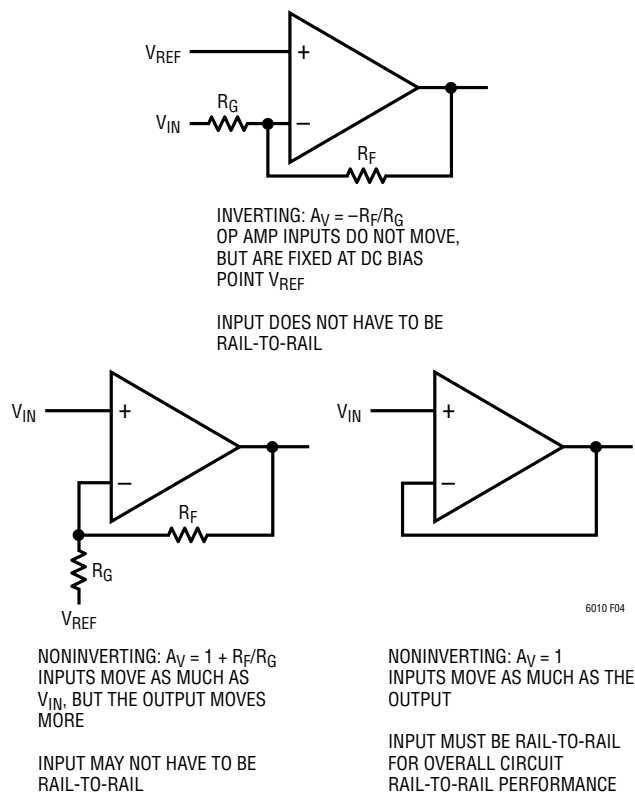 VREF
+
RG
VIN
−
RF
INVERTING: AV = −RF/RG
OP AMP INPUTS DO NOT MOVE,
BUT ARE FIXED AT DC BIAS
POINT VREF
INPUT DOES NOT HAVE TO BE
RAIL-TO-RAIL
VIN
+
−
RF
RG
VREF
NONINVERTING: AV = 1 + RF/RG
INPUTS MOVE AS MUCH AS
VIN, BUT THE OUTPUT MOVES
MORE
INPUT MAY NOT HAVE TO BE
RAIL-TO-RAIL
VIN
+
−
6010 F04
NONINVERTING: AV = 1
INPUTS MOVE AS MUCH AS THE
OUTPUT
INPUT MUST BE RAIL-TO-RAIL
FOR OVERALL CIRCUIT
RAIL-TO-RAIL PERFORMANCE